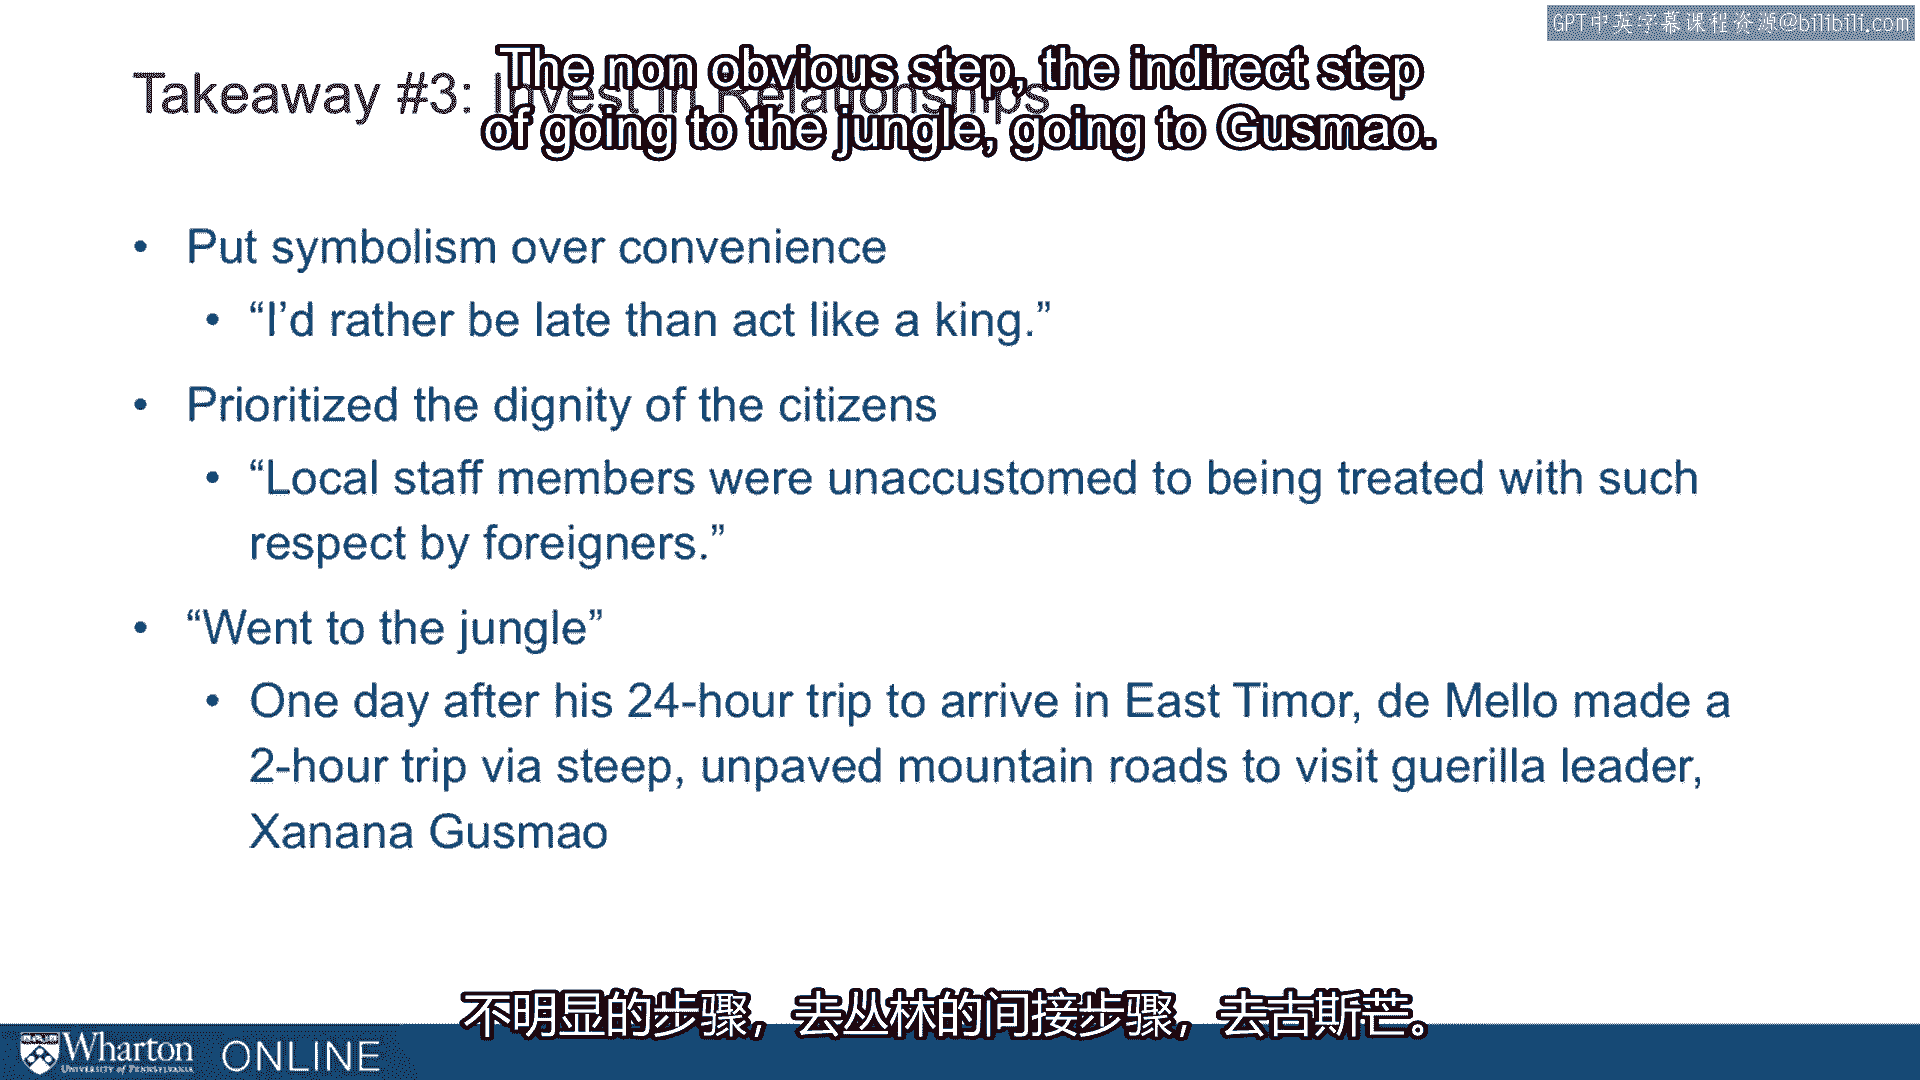 GPT中英字幕课程资源@bilibili.com
The non obvious step, the indirect step
of going to the jungle, going to Gusmao.
Takeaway #3: Invest in Relationships
• Put symbolism over convenience
• “I’d rather be late than act like a king.”
• Prioritized the dignity of the citizens
• “Local staff members were unaccustomed to being treated with such
respect by foreigners.”
• “Went to the jungle”
• One day after his 24-hour trip to arrive in East Timor, de Mello made a
2-hour trip via steep, unpaved mountain roads to visit guerilla leader,
Xanana Gusmao
不明显的步骤，去丛林的间接步骤，去古斯芒。
Wharton
UNIVERSITY OF PENNSYLVANIA
ONLINE